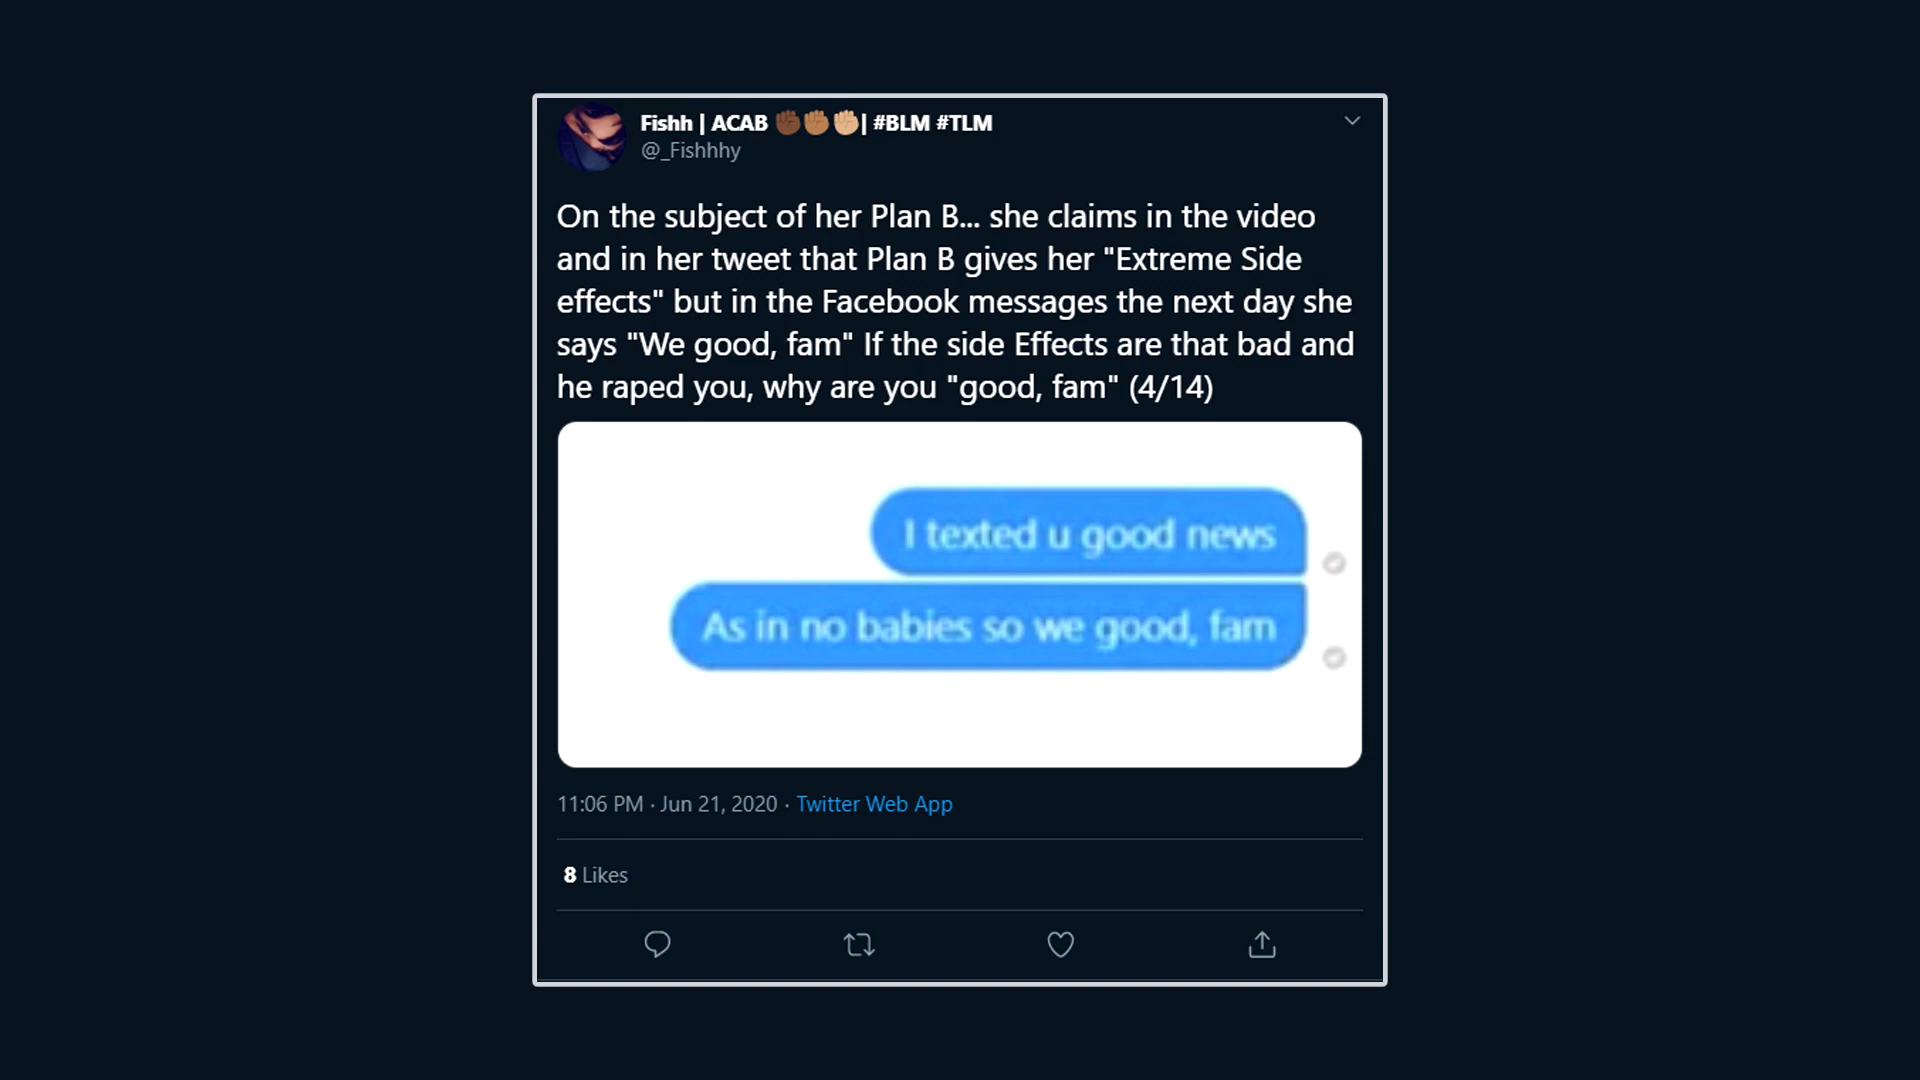 Fishh | ACAB ✊🏾✊🏽✊🏼| #BLM #TLM
@_Fishhhy
On the subject of her Plan B... she claims in the video
and in her tweet that Plan B gives her "Extreme Side
effects" but in the Facebook messages the next day she
says "We good, fam" If the side Effects are that bad and
he raped you, why are you "good, fam" (4/14)
I texted u good news
As in no babies so we good, fam
11:06 PM · Jun 21, 2020 · Twitter Web App
8 Likes